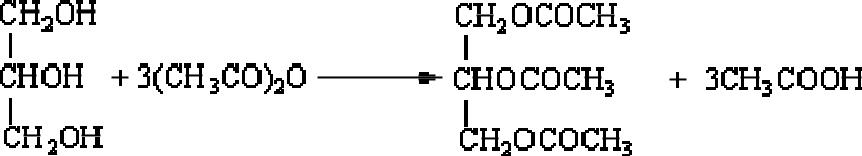 CH₂OH CH₂OCOCH₃
CHOH + 3(CH₃CO)₂O CHOCOCH₃ + 3CH₃COOH
CH₂OH CH₂OCOCH₃